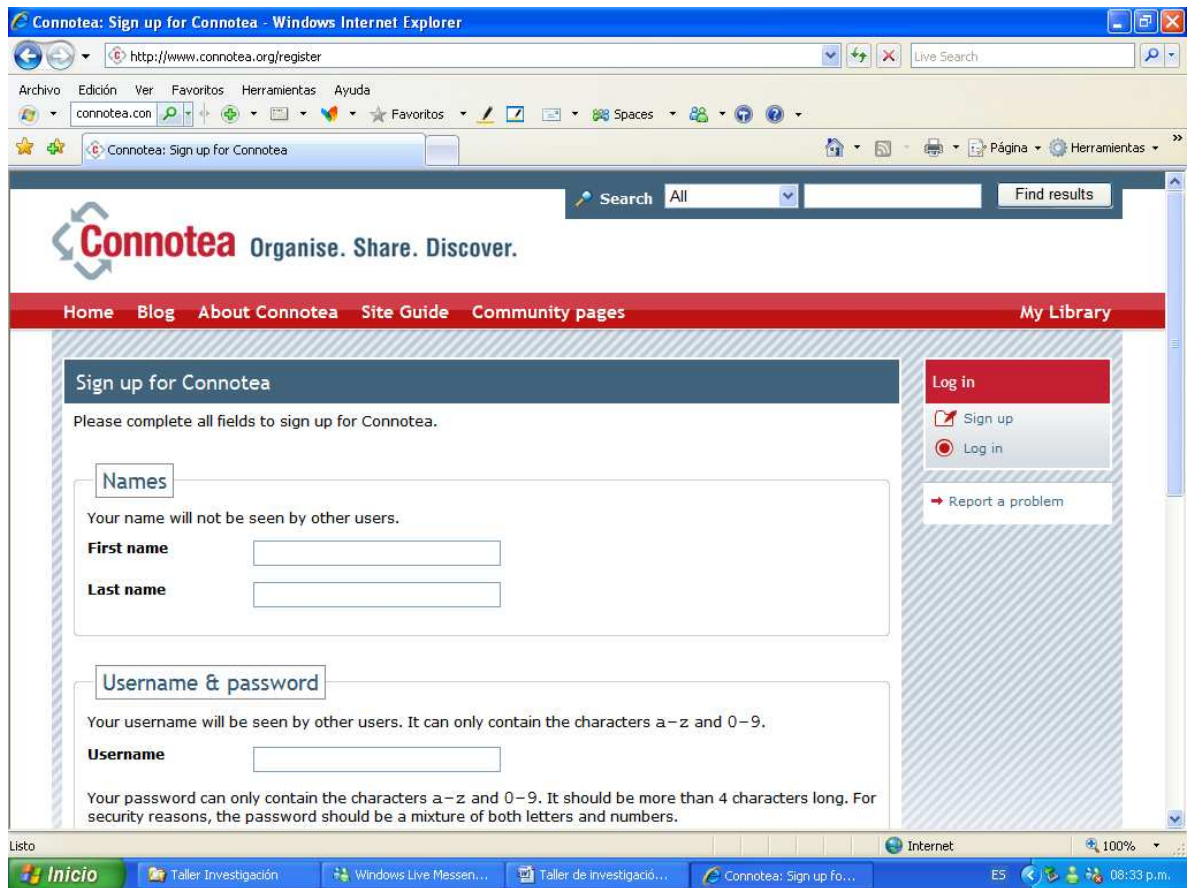 Connotea: Sign up for Connotea - Windows Internet Explorer
http://www.connotea.org/register
Live Search
Archivo Edición Ver Favoritos Herramientas Ayuda
connotea.con Favoritos Spaces
Connotea: Sign up for Connotea Página Herramientas
Search All Find results
Connotea Organise. Share. Discover.
Home Blog About Connotea Site Guide Community pages My Library
Sign up for Connotea
Please complete all fields to sign up for Connotea.
Names
Your name will not be seen by other users.
First name
Last name
Username & password
Your username will be seen by other users. It can only contain the characters a-z and 0-9.
Username
Your password can only contain the characters a-z and 0-9. It should be more than 4 characters long. For
security reasons, the password should be a mixture of both letters and numbers.
Log in
Sign up
Log in
Report a problem
Listo Internet 100%
Inicio Taller Investigación Windows Live Messen... Taller de investigació... Connotea: Sign up fo... ES 08:33 p.m.